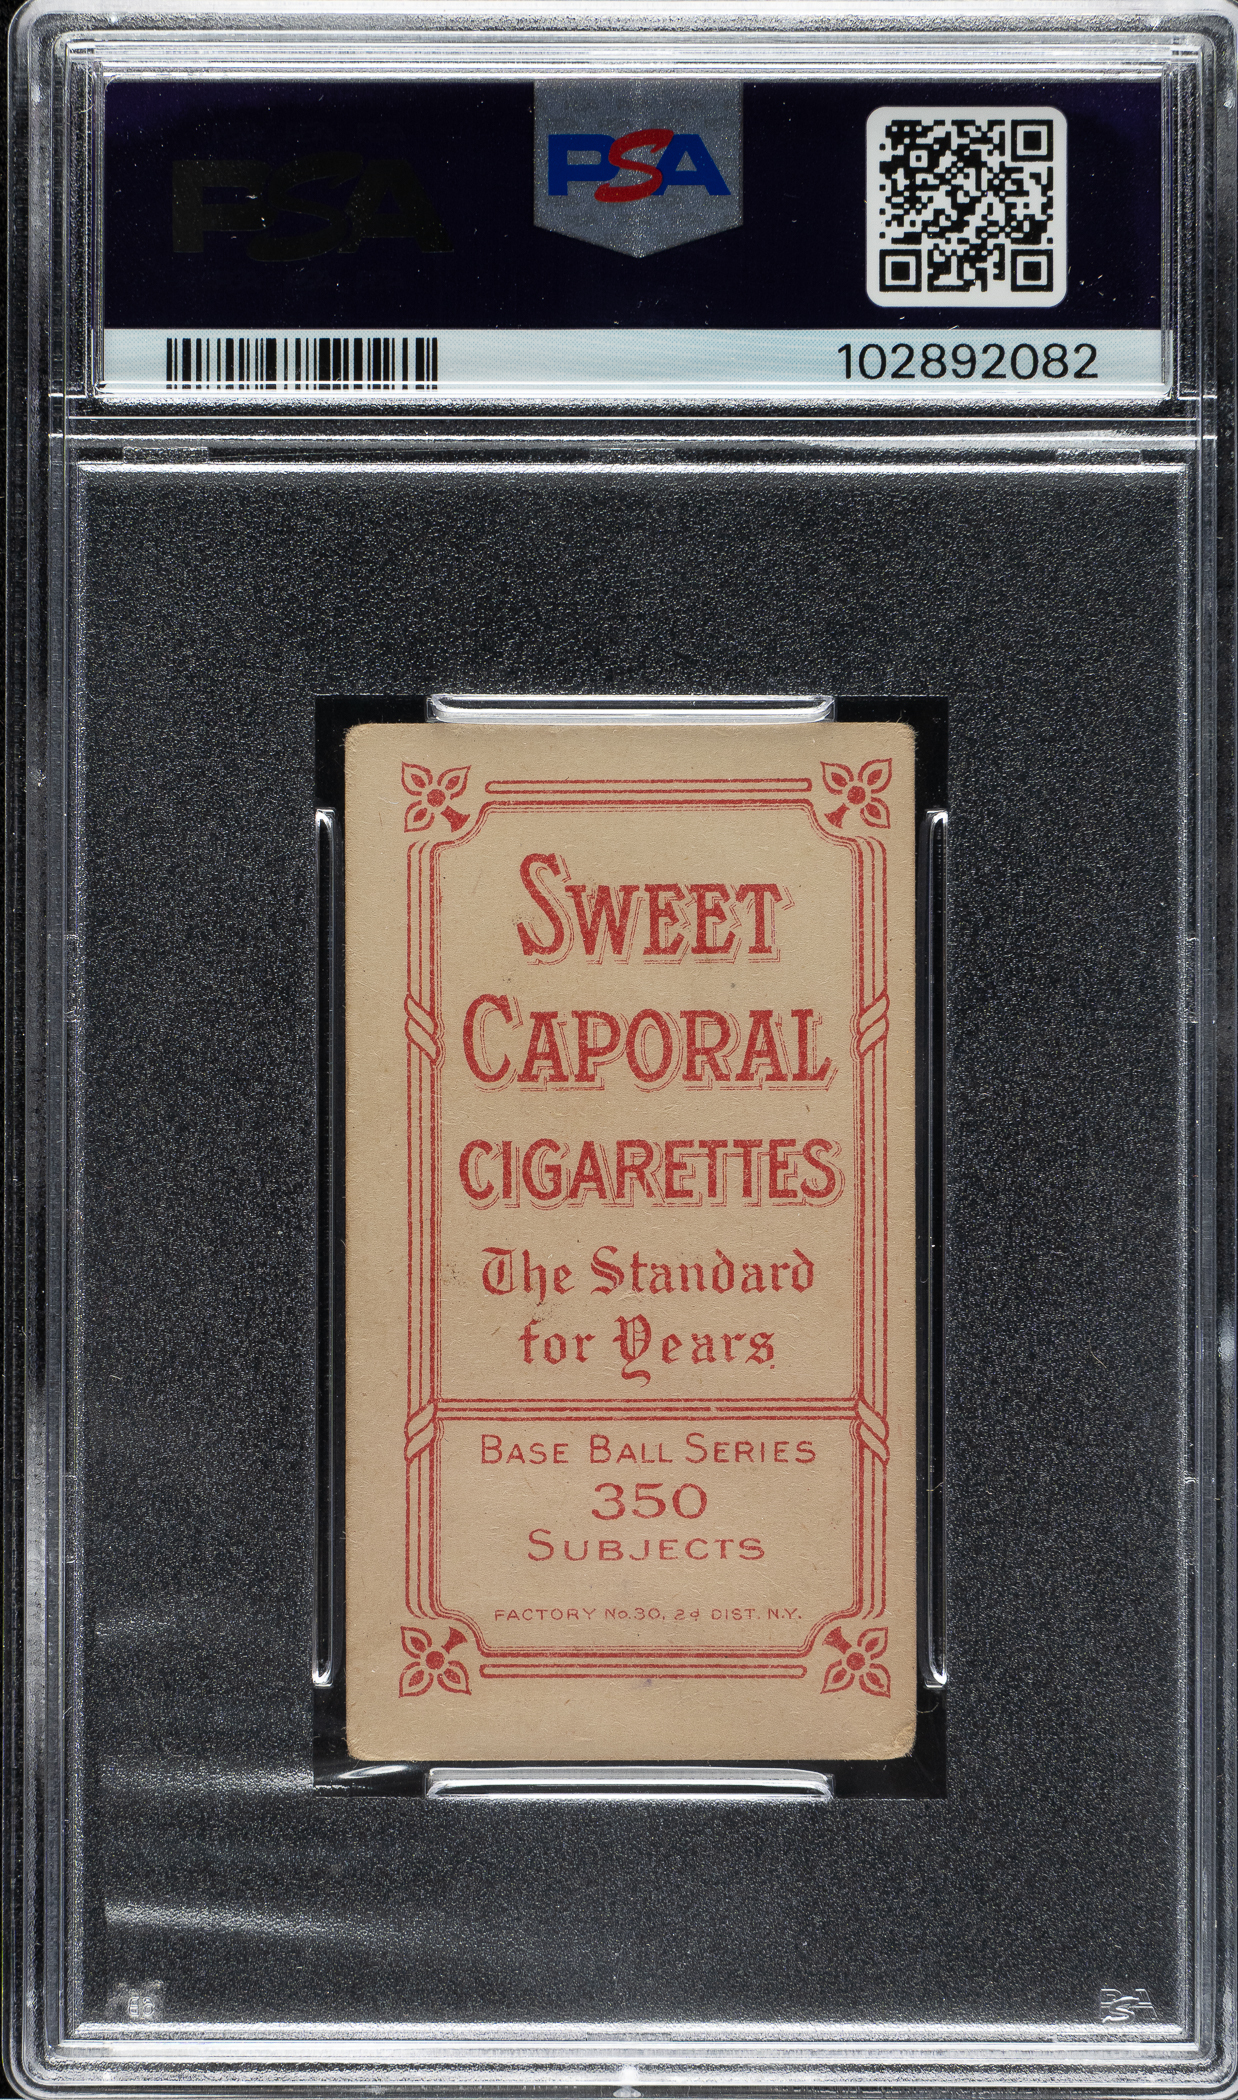 PSA
PSA
102892082
SWEET
CAPORAL
CIGARETTES
The Standard
for Years.
BASE BALL SERIES
350
SUBJECTS
FACTORY No. 30, 2d DIST. N.Y.
PSA